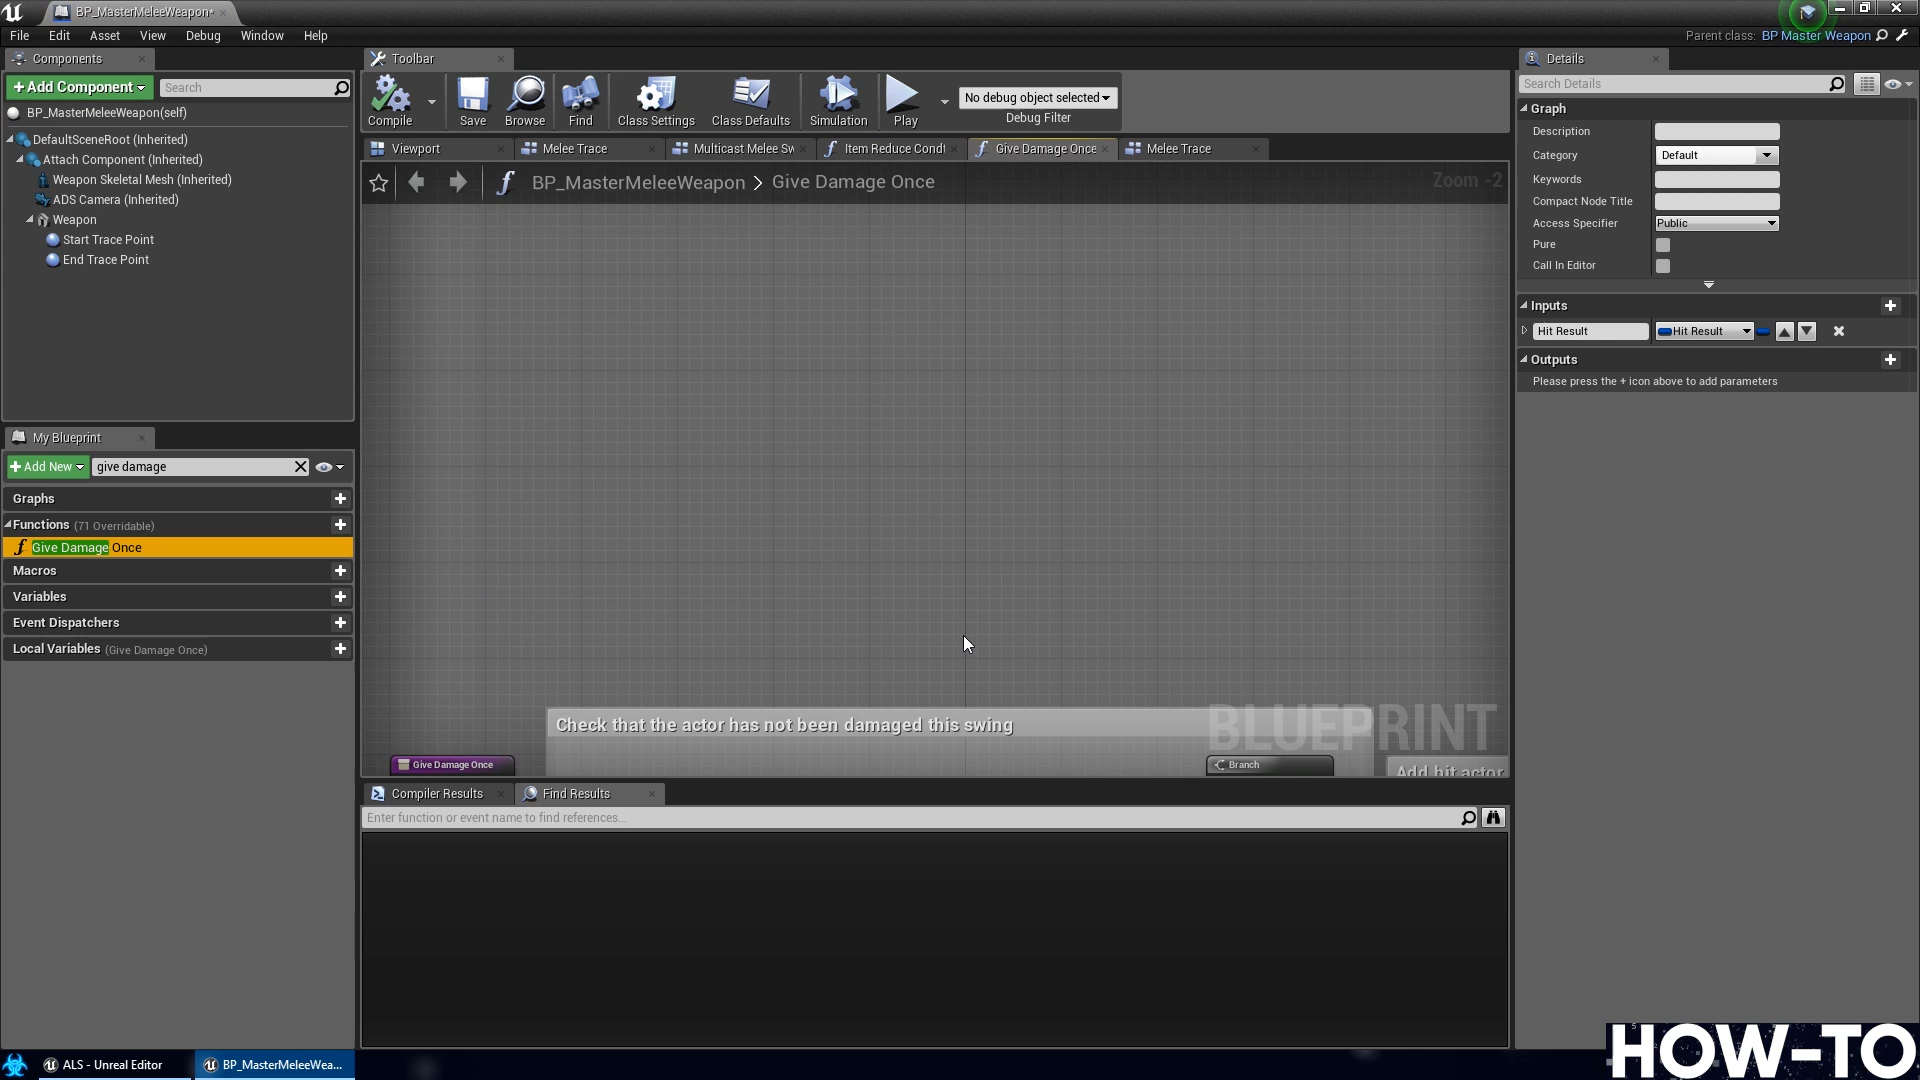 BP_MasterMeleeWeapon*
File Edit Asset View Debug Window Help
Parent class: BP Master Weapon
Components
Add Component
Search
BP_MasterMeleeWeapon(self)
DefaultSceneRoot (Inherited)
Attach Component (Inherited)
Weapon Skeletal Mesh (Inherited)
ADS Camera (Inherited)
Weapon
Start Trace Point
End Trace Point
My Blueprint
Add New
give damage
Graphs
Functions (71 Overridable)
Give Damage Once
Macros
Variables
Event Dispatchers
Local Variables (Give Damage Once)
Toolbar
Compile Save Browse Find Class Settings Class Defaults Simulation Play
No debug object selected
Debug Filter
Viewport Melee Trace Multicast Melee Sw Item Reduce Condi Give Damage Once Melee Trace
BP_MasterMeleeWeapon > Give Damage Once
Zoom -2
Check that the actor has not been damaged this swing
BLUEPRINT
Give Damage Once
Branch
Add hit actor
Compiler Results Find Results
Enter function or event name to find references...
Details
Search Details
Graph
Description
Category Default
Keywords
Compact Node Title
Access Specifier Public
Pure
Call In Editor
Inputs
Hit Result Hit Result
Outputs
Please press the + icon above to add parameters
ALS - Unreal Editor
BP_MasterMeleeWea...
HOW-TO